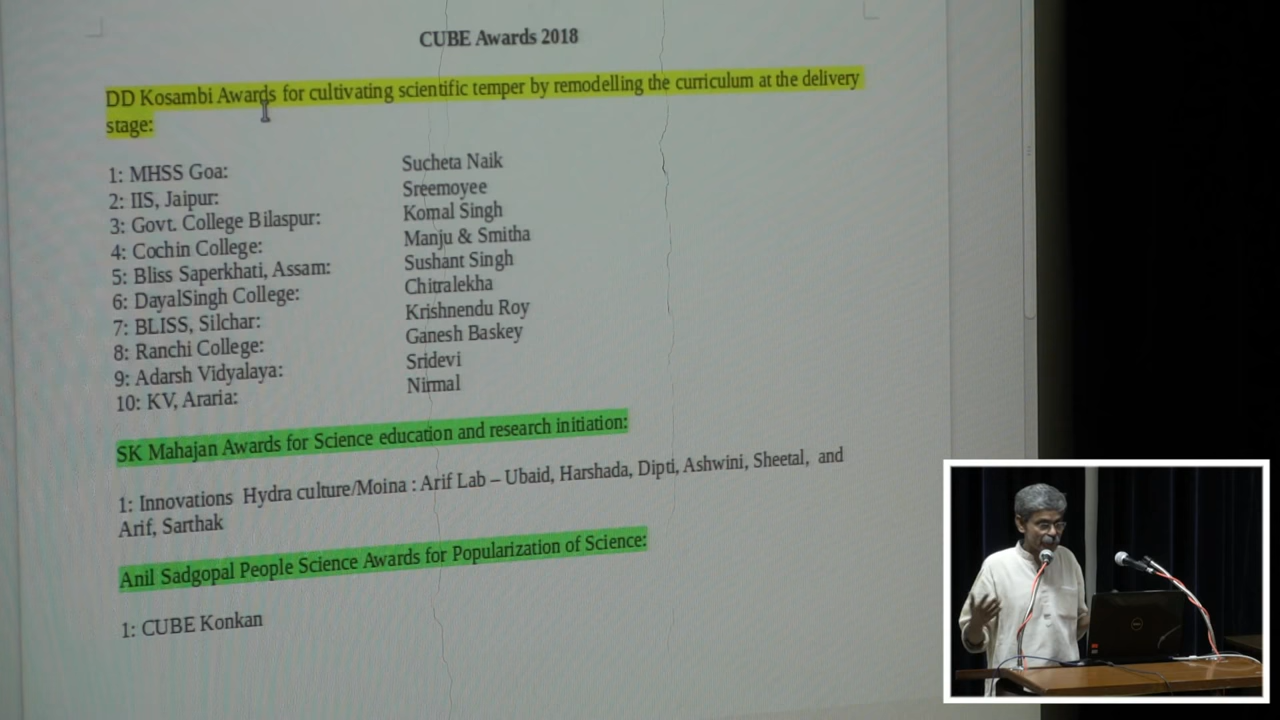 CUBE Awards 2018
DD Kosambi Awards for cultivating scientific temper by remodelling the curriculum at the delivery
stage:
1: MHSS Goa: Sucheta Naik
2: IIS, Jaipur: Sreemoyee
3: Govt. College Bilaspur: Komal Singh
4: Cochin College: Manju & Smitha
5: Bliss Saperkhati, Assam: Sushant Singh
6: DayalSingh College: Chitralekha
7: BLISS, Silchar: Krishnendu Roy
8: Ranchi College: Ganesh Baskey
9: Adarsh Vidyalaya: Sridevi
10: KV, Araria: Nirmal
SK Mahajan Awards for Science education and research initiation:
1: Innovations Hydra culture/Moina : Arif Lab – Ubaid, Harshada, Dipti, Ashwini, Sheetal, and
Arif, Sarthak
Anil Sadgopal People Science Awards for Popularization of Science:
1: CUBE Konkan